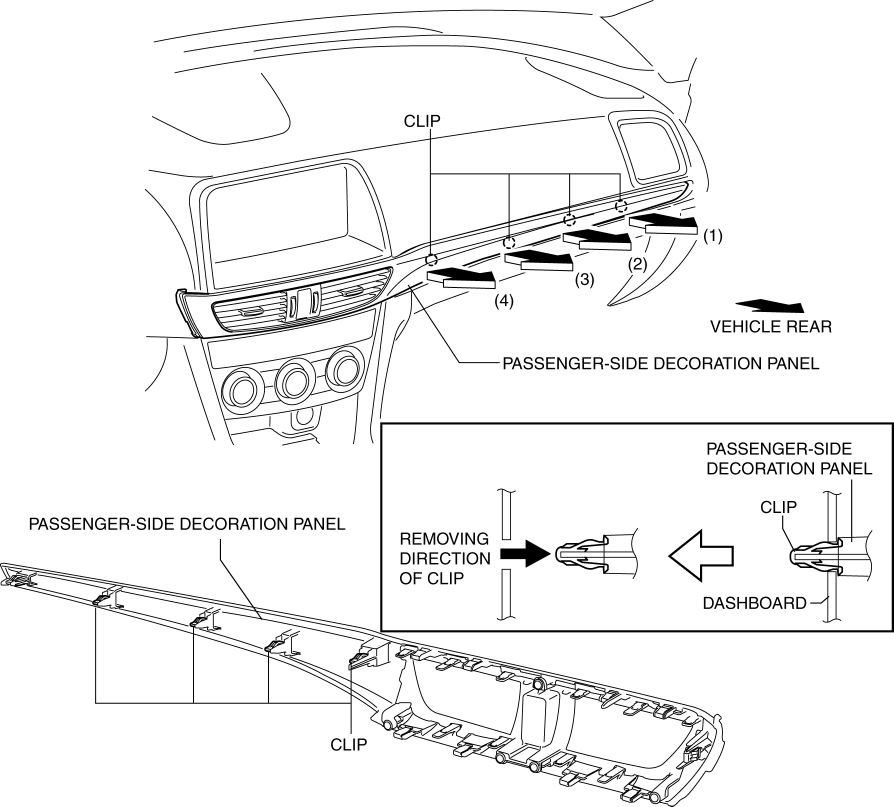 CLIP
(1)
(2)
(3)
(4)
VEHICLE REAR
PASSENGER-SIDE DECORATION PANEL
PASSENGER-SIDE
DECORATION PANEL
CLIP
REMOVING
DIRECTION
OF CLIP
DASHBOARD
PASSENGER-SIDE DECORATION PANEL
CLIP